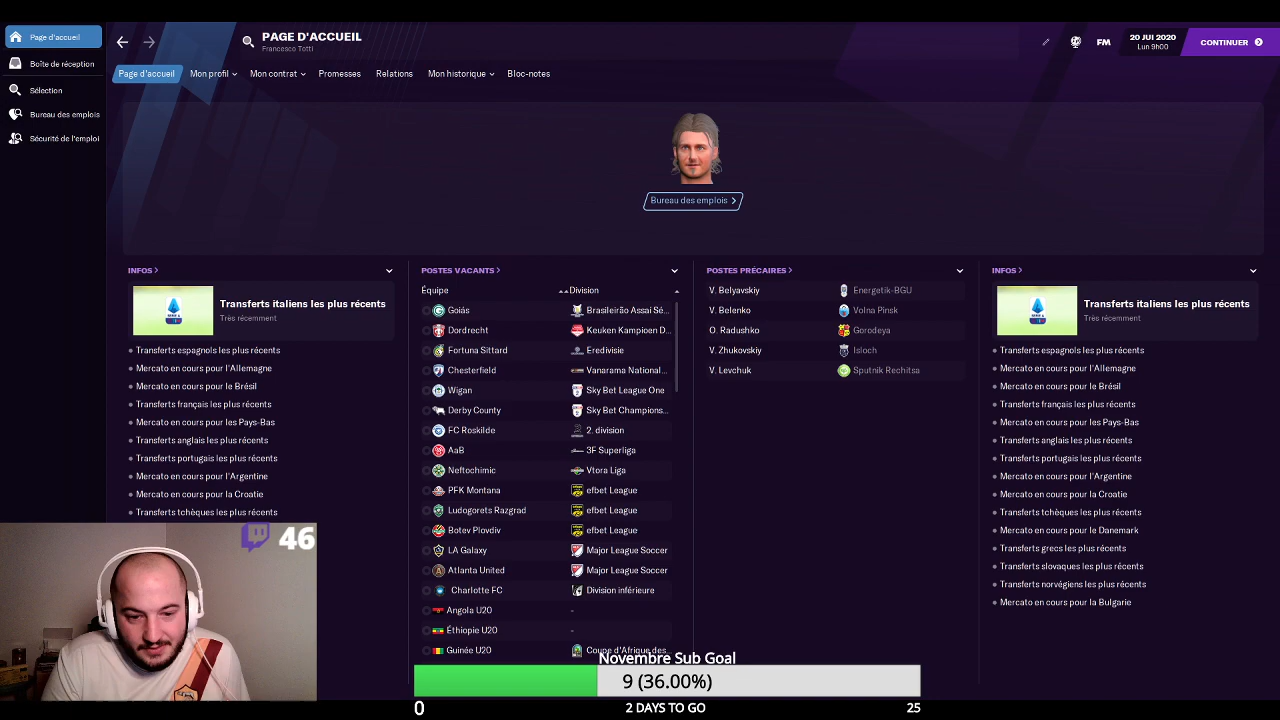 Page d'accueil
Boîte de réception
Sélection
Bureau des emplois
Sécurité de l'emploi
PAGE D'ACCUEIL
Francesco Totti
FM
20 JUI 2020
Lun 9h00
CONTINUER
Page d'accueil Mon profil Mon contrat Promesses Relations Mon historique Bloc-notes
Bureau des emplois
INFOS
Transferts italiens les plus récents
Très récemment
Transferts espagnols les plus récents
Mercato en cours pour l'Allemagne
Mercato en cours pour le Brésil
Transferts français les plus récents
Mercato en cours pour les Pays-Bas
Transferts anglais les plus récents
Transferts portugais les plus récents
Mercato en cours pour l'Argentine
Mercato en cours pour la Croatie
Transferts tchèques les plus récents
POSTES VACANTS
Équipe Division
Goiás Brasileirão Assaí Sè...
Dordrecht Keuken Kampioen D...
Fortuna Sittard Eredivisie
Chesterfield Vanarama National...
Wigan Sky Bet League One
Derby County Sky Bet Champions...
FC Roskilde 2. division
AaB 3F Superliga
Neftochimic Vtora Liga
PFK Montana efbet League
Ludogorets Razgrad efbet League
Botev Plovdiv efbet League
LA Galaxy Major League Soccer
Atlanta United Major League Soccer
Charlotte FC Division inférieure
Angola U20 -
Éthiopie U20 -
Guinée U20 Coupe d'Afrique des...
POSTES PRÉCAIRES
V. Belyavskiy Energetik-BGU
V. Belenko Volna Pinsk
O. Radushko Gorodeya
V. Zhukovskiy Isloch
V. Levchuk Sputnik Rechitsa
INFOS
Transferts italiens les plus récents
Très récemment
Transferts espagnols les plus récents
Mercato en cours pour l'Allemagne
Mercato en cours pour le Brésil
Transferts français les plus récents
Mercato en cours pour les Pays-Bas
Transferts anglais les plus récents
Transferts portugais les plus récents
Mercato en cours pour l'Argentine
Mercato en cours pour la Croatie
Transferts tchèques les plus récents
Mercato en cours pour le Danemark
Transferts grecs les plus récents
Transferts slovaques les plus récents
Transferts norvégiens les plus récents
Mercato en cours pour la Bulgarie
46
Novembre Sub Goal
9 (36.00%)
0 2 DAYS TO GO 25